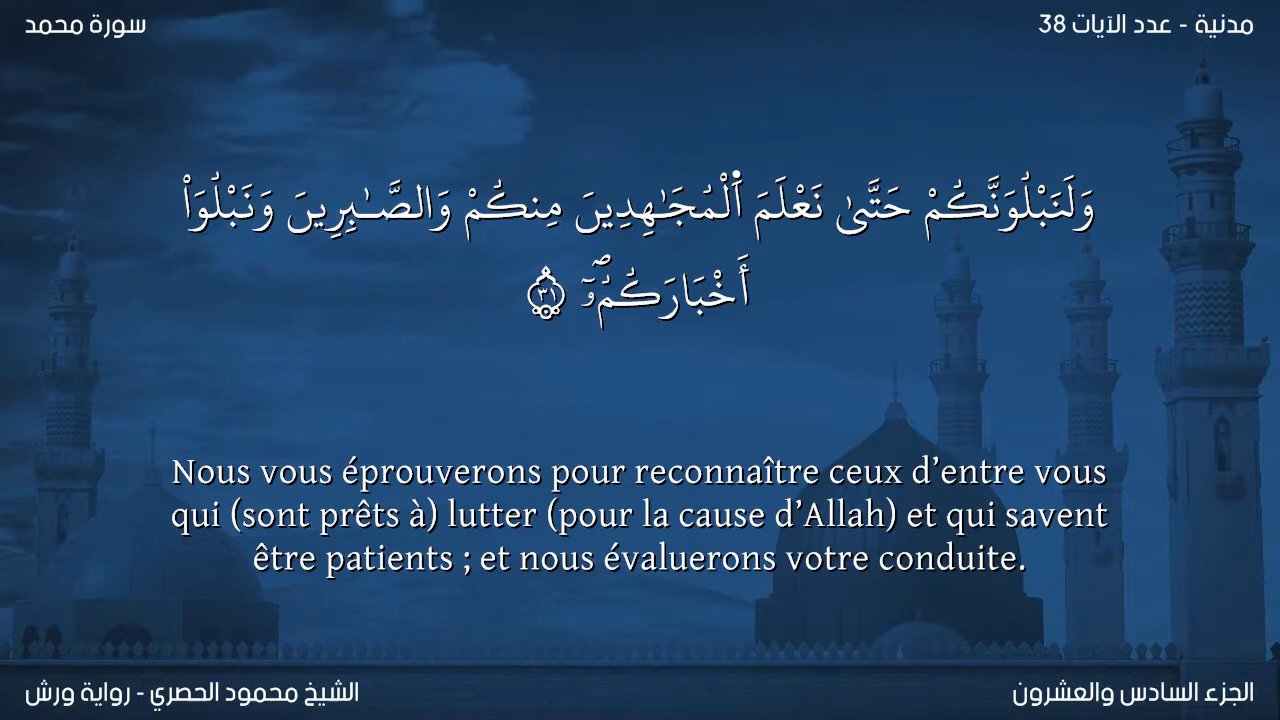 مدنية - عدد الآيات 38
سورة محمد
وَلَنَبْلُوَنَّكُمْ حَتَّىٰ نَعْلَمَ اَ۬لْمُجَٰهِدِينَ مِنكُمْ وَالصَّٰبِرِينَ وَنَبْلُوَاْ
أَخْبَارَكُمُۥٓۖ ٣١
Nous vous éprouverons pour reconnaître ceux d’entre vous
qui (sont prêts à) lutter (pour la cause d’Allah) et qui savent
être patients ; et nous évaluerons votre conduite.
الجزء السادس والعشرون
الشيخ محمود الحصري - رواية ورش